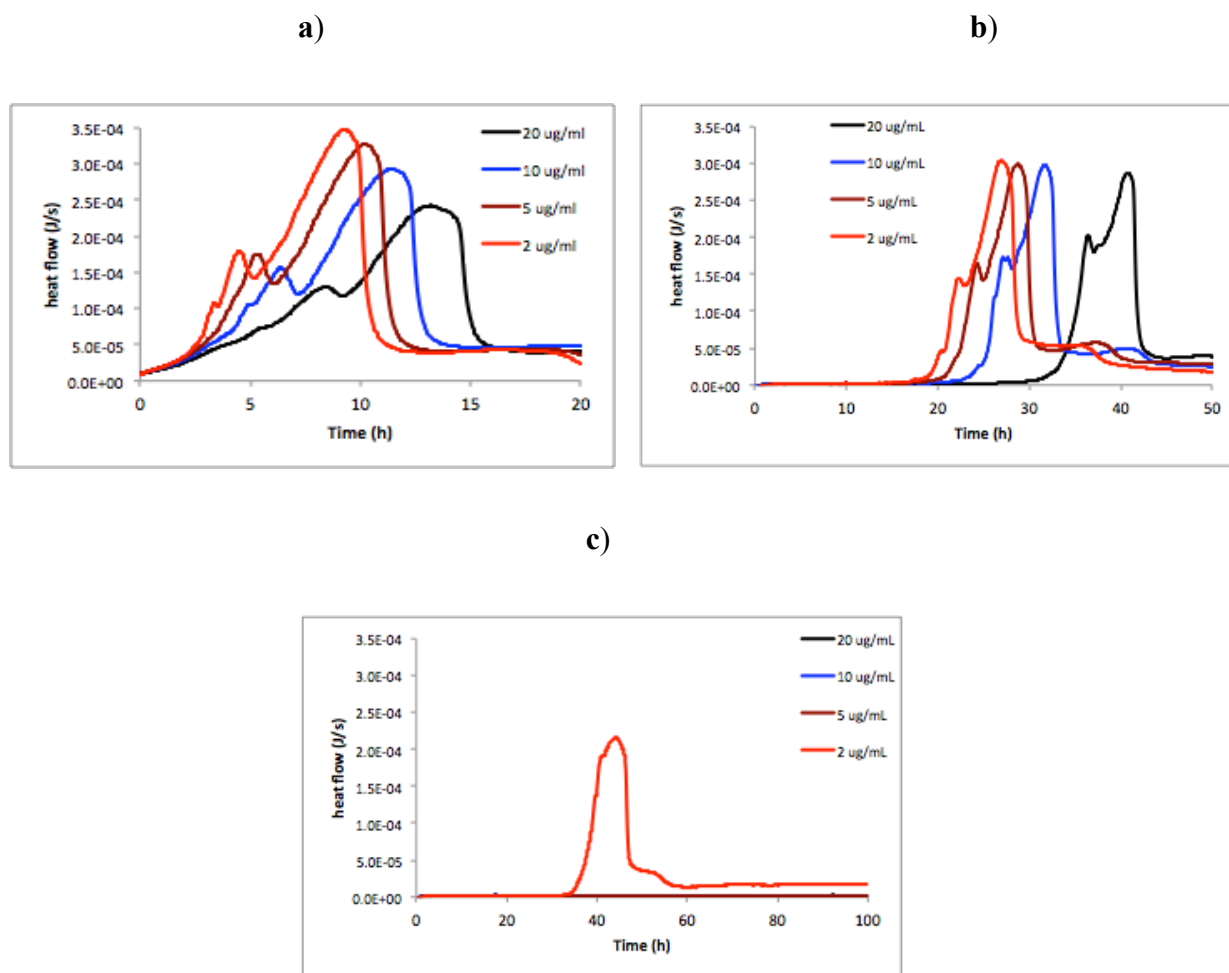 a)
b)
3.5E-04
3.0E-04
2.5E-04
2.0E-04
1.5E-04
1.0E-04
5.0E-05
0.0E+00
heat flow (J/s)
0 5 10 15 20
Time (h)
20 ug/ml
10 ug/ml
5 ug/ml
2 ug/ml
3.5E-04
3.0E-04
2.5E-04
2.0E-04
1.5E-04
1.0E-04
5.0E-05
0.0E+00
heat flow (J/s)
0 10 20 30 40 50
Time (h)
20 ug/mL
10 ug/mL
5 ug/mL
2 ug/mL
c)
3.5E-04
3.0E-04
2.5E-04
2.0E-04
1.5E-04
1.0E-04
5.0E-05
0.0E+00
heat flow (J/s)
0 20 40 60 80 100
Time (h)
20 ug/mL
10 ug/mL
5 ug/mL
2 ug/mL